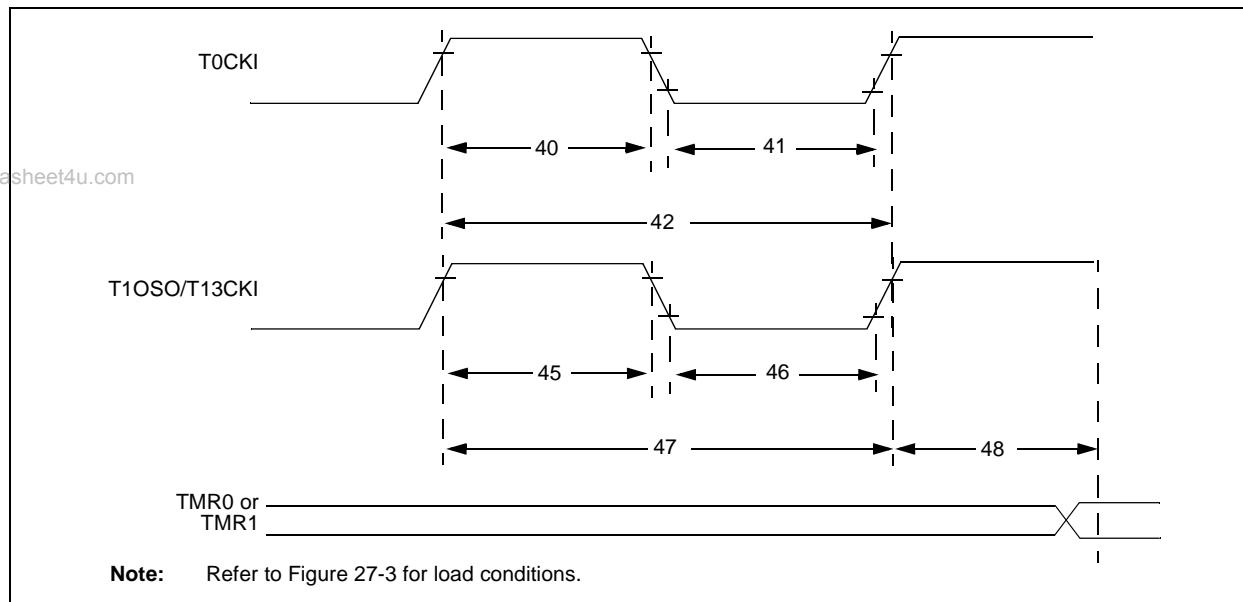 T0CKI
40
41
asheet4u.com
42
T1OSO/T13CKI
45
46
47
48
TMR0 or
TMR1
Note: Refer to Figure 27-3 for load conditions.